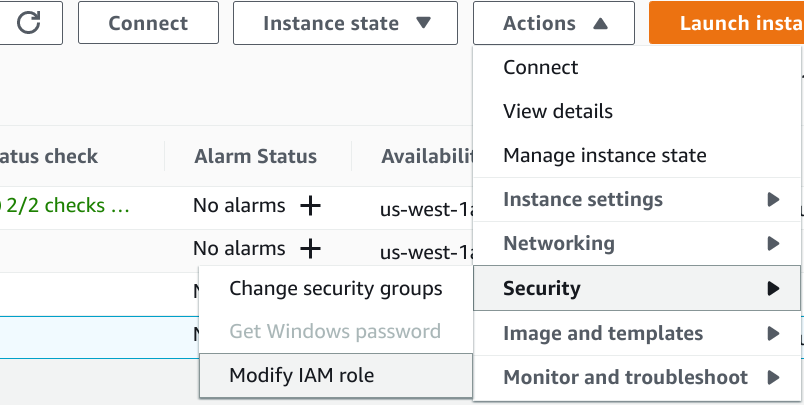 Connect
Instance state
Actions
Launch insta
Connect
View details
Manage instance state
atus check
Alarm Status
Availabilit
Instance settings
2/2 checks ...
No alarms
us-west-1a
Networking
No alarms
us-west-1a
Security
Change security groups
Get Windows password
Image and templates
Modify IAM role
Monitor and troubleshoot